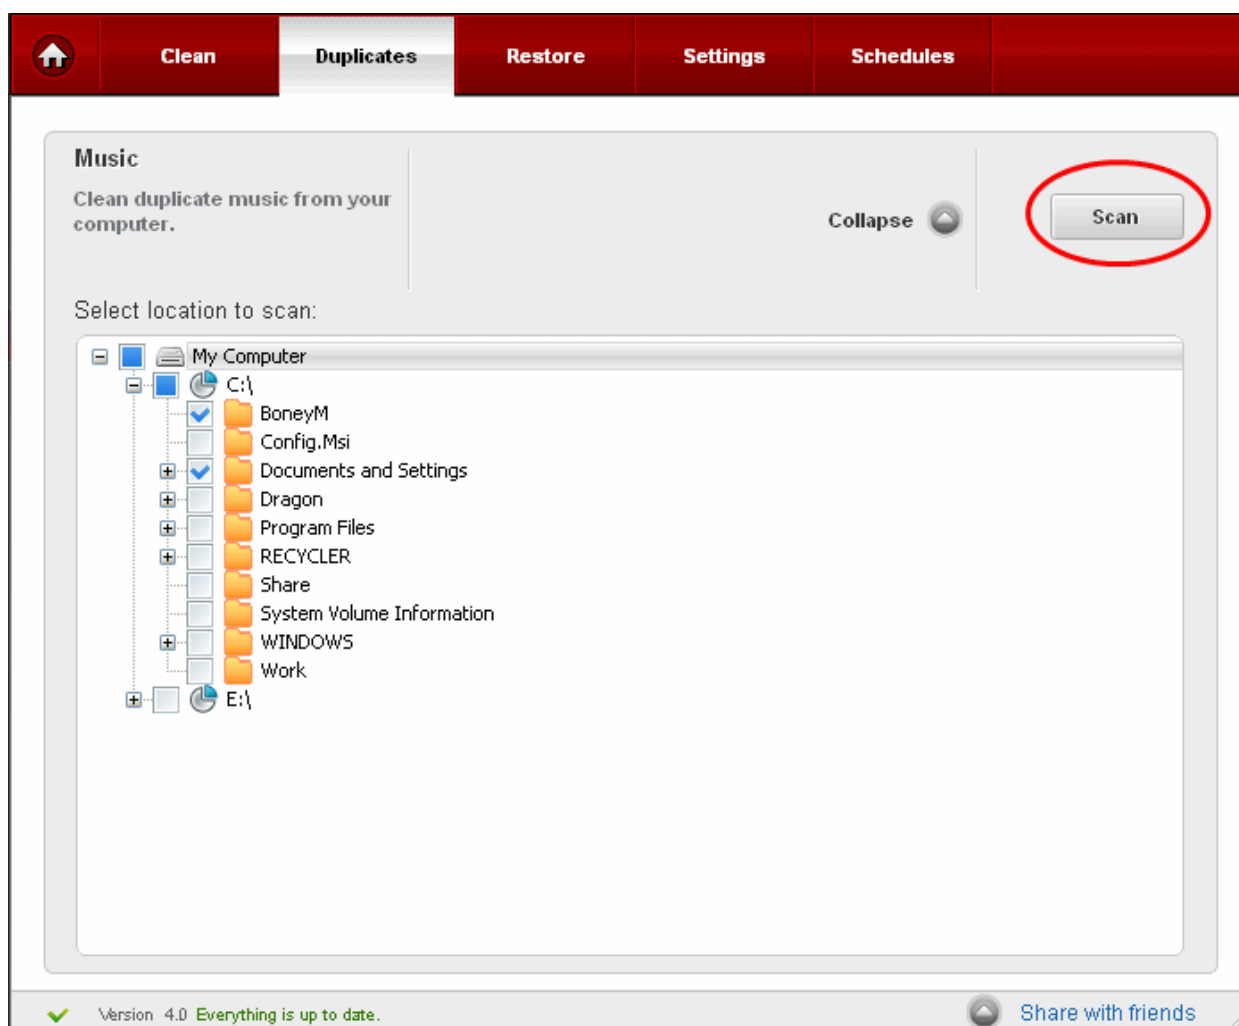 Clean
Duplicates
Restore
Settings
Schedules
Music
Clean duplicate music from your
computer.
Collapse
Scan
Select location to scan:
My Computer
C:\
BoneyM
Config.Msi
Documents and Settings
Dragon
Program Files
RECYCLER
Share
System Volume Information
WINDOWS
Work
E:\
Version 4.0 Everything is up to date.
Share with friends